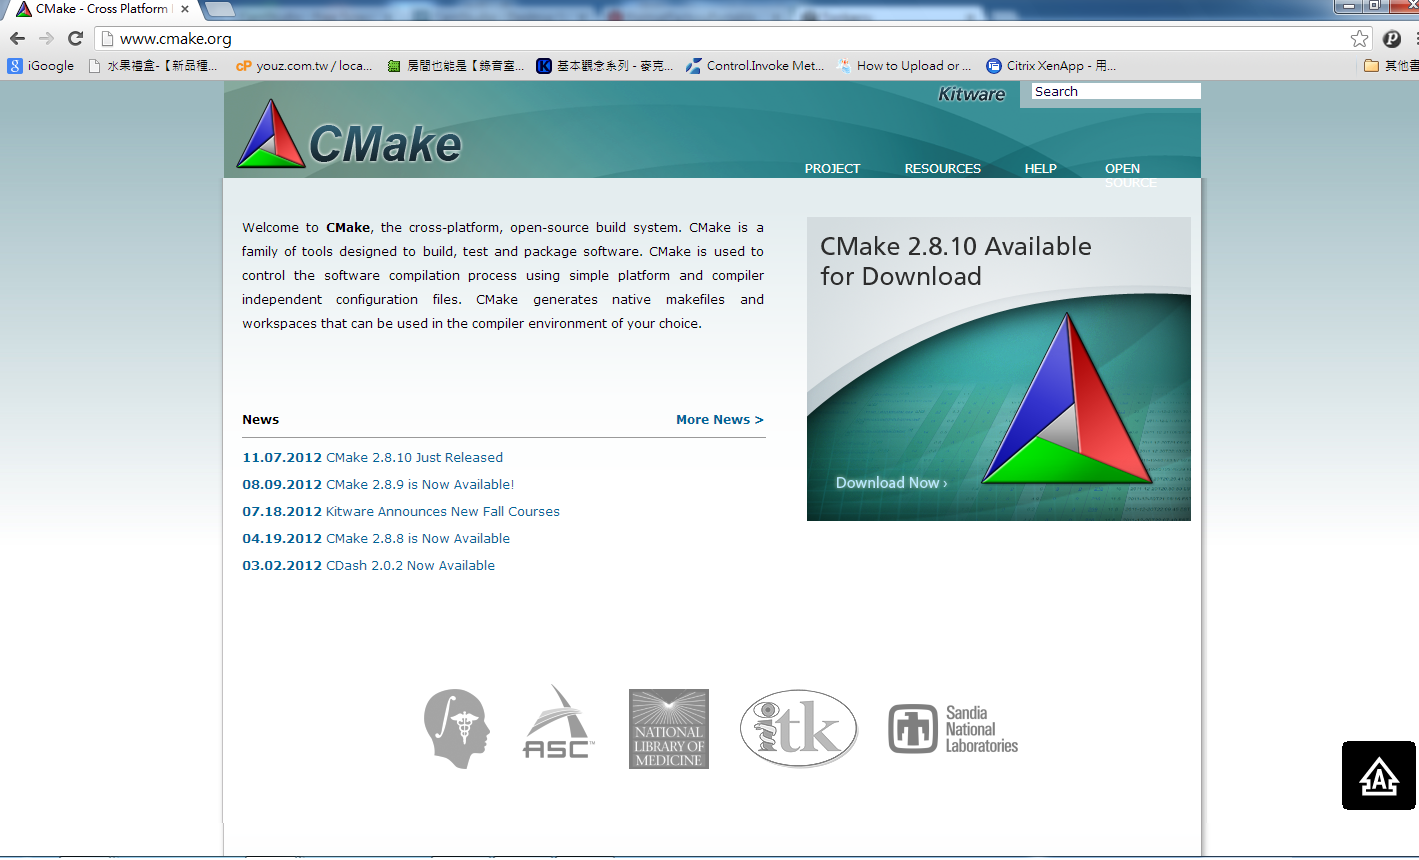 CMake - Cross Platform
www.cmake.org
iGoogle
水果禮盒-【新品種...
youz.com.tw / loca...
房間也能是【錄音室...
基本觀念系列 - 麥克...
Control.Invoke Met...
How to Upload or ...
Citrix XenApp - 用...
其他書
Kitware
Search
CMake
PROJECT
RESOURCES
HELP
OPEN
SOURCE
Welcome to CMake, the cross-platform, open-source build system. CMake is a
family of tools designed to build, test and package software. CMake is used to
control the software compilation process using simple platform and compiler
independent configuration files. CMake generates native makefiles and
workspaces that can be used in the compiler environment of your choice.
CMake 2.8.10 Available
for Download
Download Now ›
News
More News >
11.07.2012 CMake 2.8.10 Just Released
08.09.2012 CMake 2.8.9 is Now Available!
07.18.2012 Kitware Announces New Fall Courses
04.19.2012 CMake 2.8.8 is Now Available
03.02.2012 CDash 2.0.2 Now Available
ASC™
NATIONAL
LIBRARY OF
MEDICINE
itk
Sandia
National
Laboratories
A